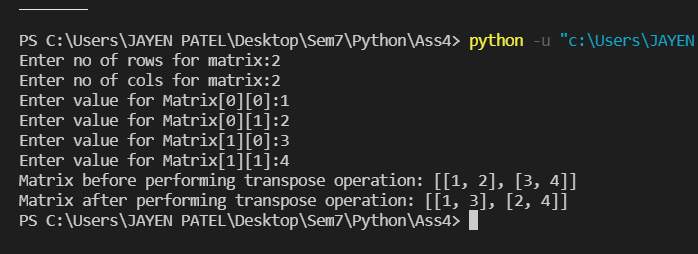 PS C:\Users\JAYEN PATEL\Desktop\Sem7\Python\Ass4> python -u "c:\Users\JAYEN
Enter no of rows for matrix:2
Enter no of cols for matrix:2
Enter value for Matrix[0][0]:1
Enter value for Matrix[0][1]:2
Enter value for Matrix[1][0]:3
Enter value for Matrix[1][1]:4
Matrix before performing transpose operation: [[1, 2], [3, 4]]
Matrix after performing transpose operation: [[1, 3], [2, 4]]
PS C:\Users\JAYEN PATEL\Desktop\Sem7\Python\Ass4>